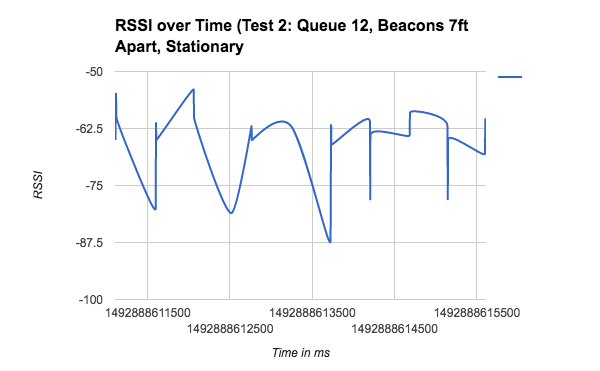 RSSI over Time (Test 2: Queue 12, Beacons 7ft
Apart, Stationary
-50
-62.5
-75
-87.5
-100
RSSI
1492888611500
1492888612500
1492888613500
1492888614500
1492888615500
Time in ms